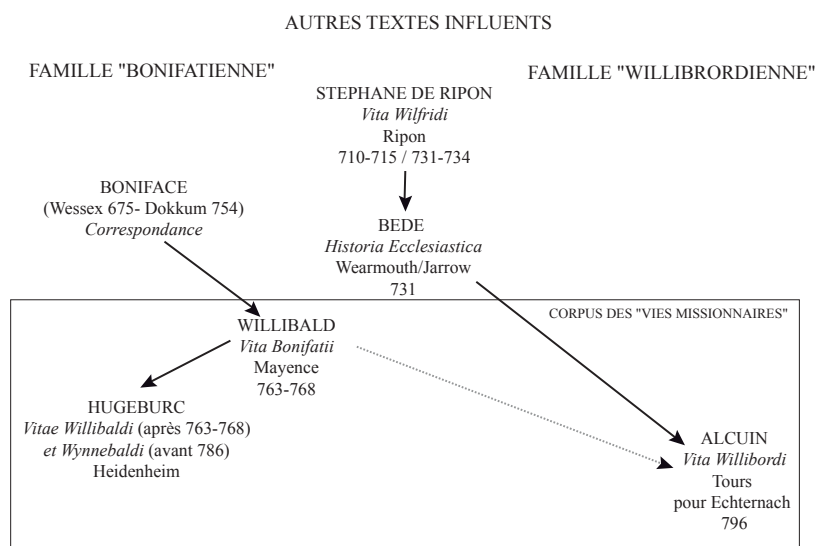 AUTRES TEXTES INFLUENTS
FAMILLE "BONIFATIENNE"
FAMILLE "WILLIBRORDIENNE"
STEPHANE DE RIPON
Vita Wilfridi
Ripon
710-715 / 731-734
BONIFACE
(Wessex 675- Dokkum 754)
Correspondance
BEDE
Historia Ecclesiastica
Wearmouth/Jarrow
731
CORPUS DES "VIES MISSIONNAIRES"
WILLIBALD
Vita Bonifatii
Mayence
763-768
HUGEBURC
Vitae Willibaldi (après 763-768)
et Wynnebaldi (avant 786)
Heidenheim
ALCUIN
Vita Willibordi
Tours
pour Echternach
796